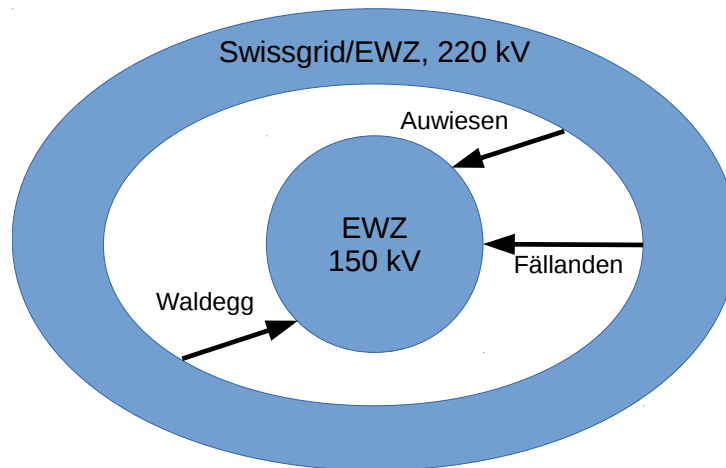 Swissgrid/EWZ, 220 kV
Auwiesen
EWZ
150 kV
Fällanden
Waldegg